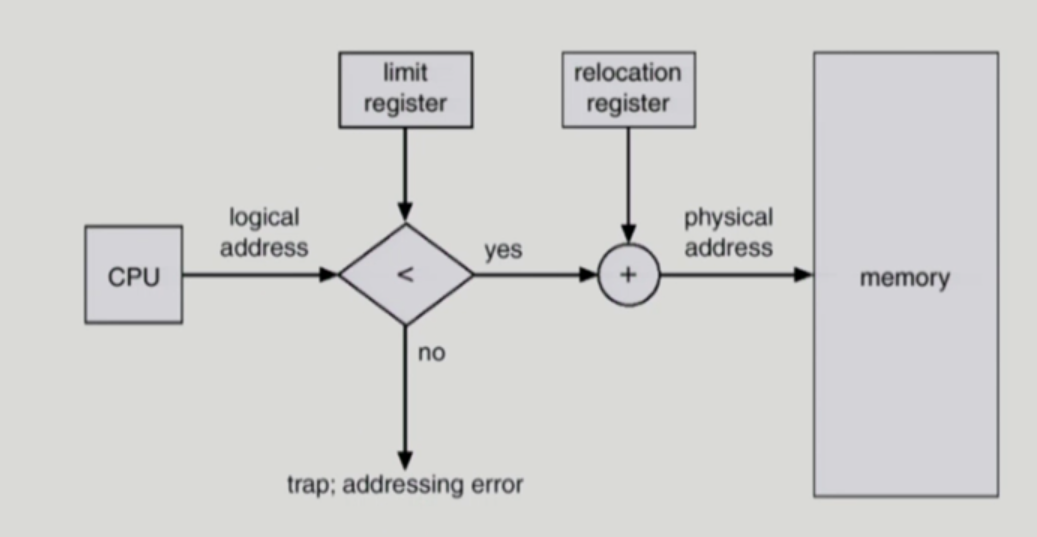 limit
register
relocation
register
logical
address
physical
address
yes
CPU
<
+
memory
no
trap; addressing error